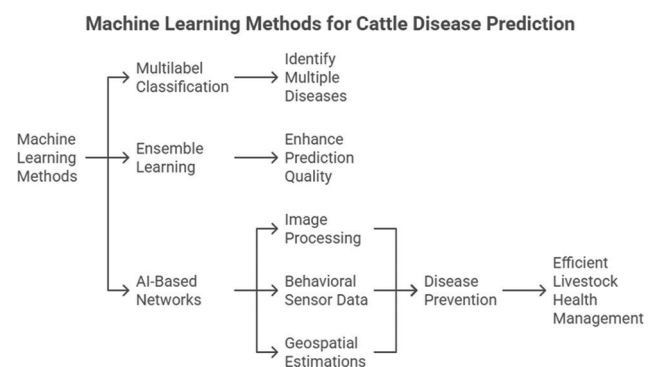 Machine Learning Methods for Cattle Disease Prediction
Machine
Learning
Methods
Multilabel
Classification
Identify
Multiple
Diseases
Ensemble
Learning
Enhance
Prediction
Quality
AI-Based
Networks
Image
Processing
Behavioral
Sensor Data
Geospatial
Estimations
Disease
Prevention
Efficient
Livestock
Health
Management